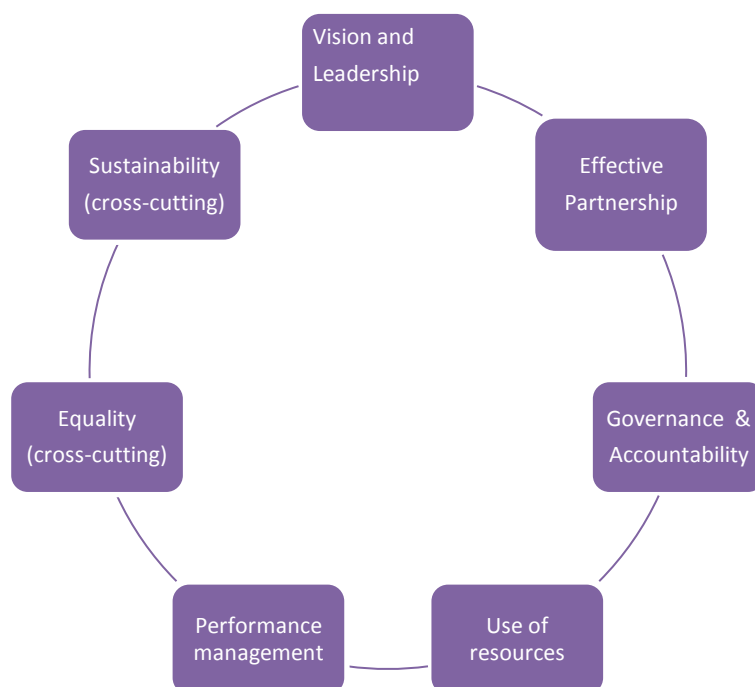 Vision and
Leadership
Effective
Partnership
Governance &
Accountability
Use of
resources
Performance
management
Equality
(cross-cutting)
Sustainability
(cross-cutting)